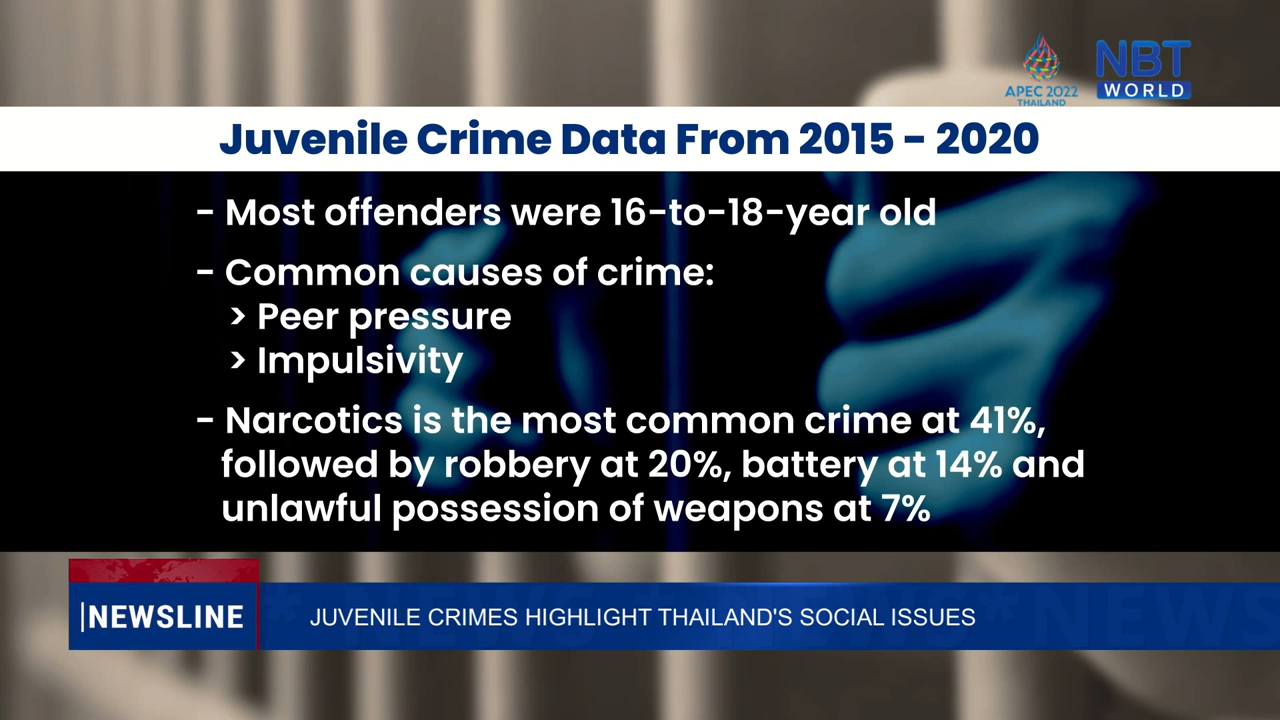 APEC 2022
THAILAND
NBT
WORLD
Juvenile Crime Data From 2015 - 2020
- Most offenders were 16-to-18-year old
- Common causes of crime:
> Peer pressure
> Impulsivity
- Narcotics is the most common crime at 41%,
followed by robbery at 20%, battery at 14% and
unlawful possession of weapons at 7%
|NEWSLINE
JUVENILE CRIMES HIGHLIGHT THAILAND'S SOCIAL ISSUES